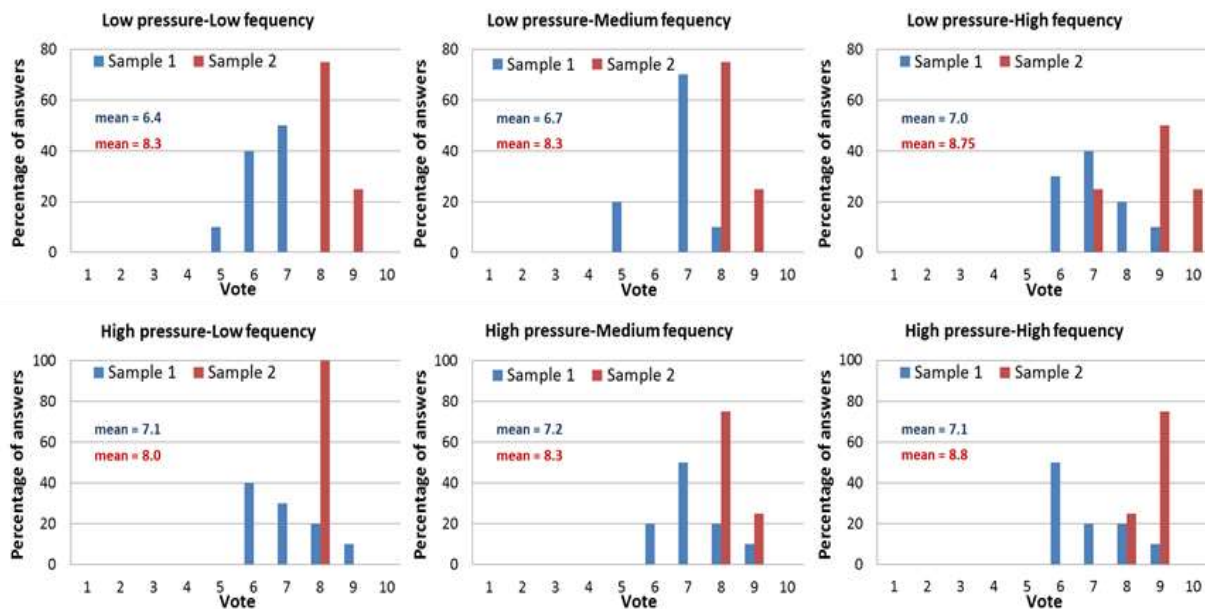 Low pressure-Low fequency
80
60
40
20
0
Percentage of answers
Sample 1 Sample 2
mean = 6.4
mean = 8.3
1 2 3 4 5 6 7 8 9 10
Vote
Low pressure-Medium fequency
80
60
40
20
0
Percentage of answers
Sample 1 Sample 2
mean = 6.7
mean = 8.3
1 2 3 4 5 6 7 8 9 10
Vote
Low pressure-High fequency
80
60
40
20
0
Percentage of answers
Sample 1 Sample 2
mean = 7.0
mean = 8.75
1 2 3 4 5 6 7 8 9 10
Vote
High pressure-Low fequency
100
80
60
40
20
0
Percentage of answers
Sample 1 Sample 2
mean = 7.1
mean = 8.0
1 2 3 4 5 6 7 8 9 10
Vote
High pressure-Medium fequency
100
80
60
40
20
0
Percentage of answers
Sample 1 Sample 2
mean = 7.2
mean = 8.3
1 2 3 4 5 6 7 8 9 10
Vote
High pressure-High fequency
100
80
60
40
20
0
Percentage of answers
Sample 1 Sample 2
mean = 7.1
mean = 8.8
1 2 3 4 5 6 7 8 9 10
Vote